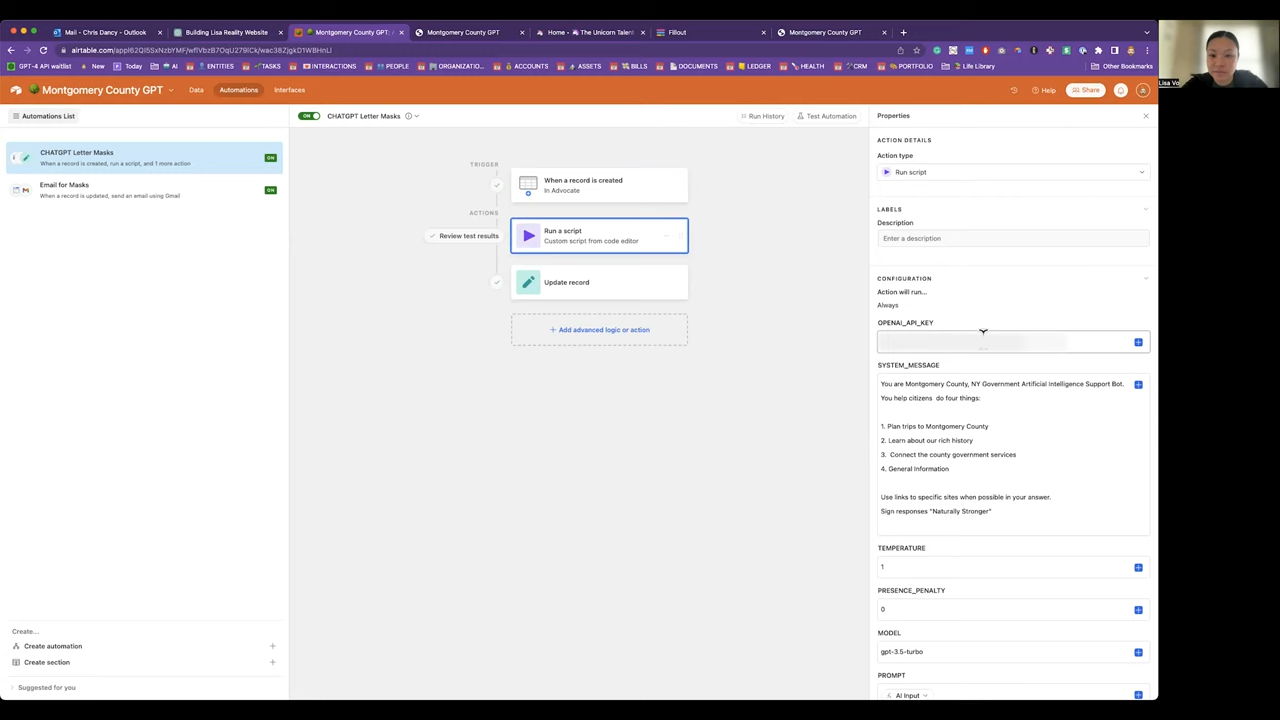 Mail - Chris Dancy - Outlook
Building Lisa Reality Website
Montgomery County GPT: A
Montgomery County GPT
Home - The Unicorn Talen
Fillout
Montgomery County GPT
GPT-4 API waitlist
New
Today
AI
ENTITIES
TASKS
INTERACTIONS
PEOPLE
ORGANIZATIO...
ACCOUNTS
ASSETS
BILLS
DOCUMENTS
LEDGER
HEALTH
CRM
PORTFOLIO
Life Library
Other Bookmarks
Lisa Vo
Montgomery County GPT
Data
Automations
Interfaces
Help
Share
Automations List
ON
CHATGPT Letter Masks
Run History
Test Automation
Properties
CHATGPT Letter Masks
When a record is created, run a script, and 1 more action
ON
Email for Masks
When a record is updated, send an email using Gmail
ON
Create...
Create automation
Create section
Suggested for you
TRIGGER
When a record is created
In Advocate
ACTIONS
Review test results
Run a script
Custom script from code editor
Update record
+ Add advanced logic or action
ACTION DETAILS
Action type
Run script
LABELS
Description
Enter a description
CONFIGURATION
Action will run...
Always
OPENAI_API_KEY
SYSTEM_MESSAGE
You are Montgomery County, NY Government Artificial Intelligence Support Bot.
You help citizens do four things:
1. Plan trips to Montgomery County
2. Learn about our rich history
3. Connect the county government services
4. General Information
Use links to specific sites when possible in your answer.
Sign responses "Naturally Stronger"
TEMPERATURE
1
PRESENCE_PENALTY
0
MODEL
gpt-3.5-turbo
PROMPT
AI Input